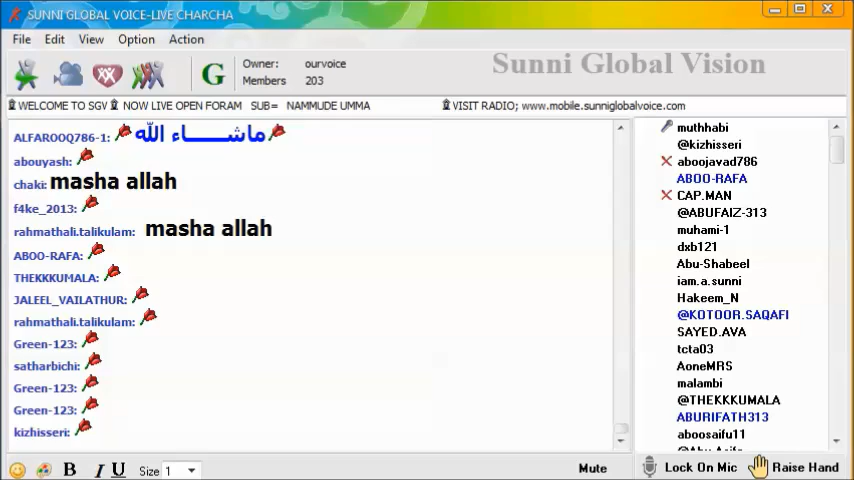 SUNNI GLOBAL VOICE-LIVE CHARCHA
File Edit View Option Action
Owner: ourvoice
Members 203
Sunni Global Vision
WELCOME TO SGV NOW LIVE OPEN FORAM SUB= NAMMUDE UMMA VISIT RADIO; www.mobile.sunniglobalvoice.com
ALFAROOQ786-1: ماشـــــاء الله
abouyash:
chaki: masha allah
f4ke_2013:
rahmathali.talikulam: masha allah
ABOO-RAFA:
THEKKKUMALA:
JALEEL_VAILATHUR:
rahmathali.talikulam:
Green-123:
satharbichi:
Green-123:
Green-123:
kizhisseri:
muthhabi
@kizhisseri
aboojavad786
ABOO-RAFA
CAP.MAN
@ABUFAIZ-313
muhami-1
dxb121
Abu-Shabeel
iam.a.sunni
Hakeem_N
@KOTOOR.SAQAFI
SAYED.AVA
tcta03
AoneMRS
malambi
@THEKKKUMALA
ABURIFATH313
aboosaifu11
B I U Size 1 Mute Lock On Mic Raise Hand